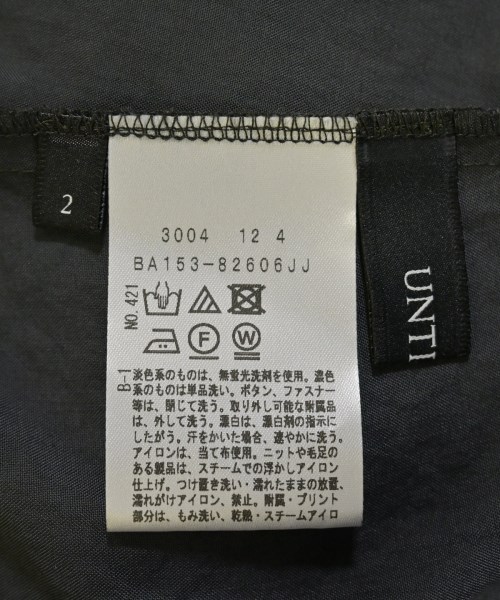 2
3004 12 4
BA153-82606JJ
NO.421
F
W
B-1
淡色系のものは、無蛍光洗剤を使用。濃色
系のものは単品洗い。ボタン、ファスナー
等は、閉じて洗う。取り外し可能な附属品
は、外して洗う。漂白は、漂白剤の指示に
したがう。汗をかいた場合、速やかに洗う。
アイロンは、当て布使用。ニットや毛足の
ある製品は、スチームでの浮かしアイロン
仕上げ。つけ置き洗い・濡れたままの放置、
濡れがけアイロン、禁止。附属・プリント
部分は、もみ洗い、乾熱・スチームアイロ
UNTI